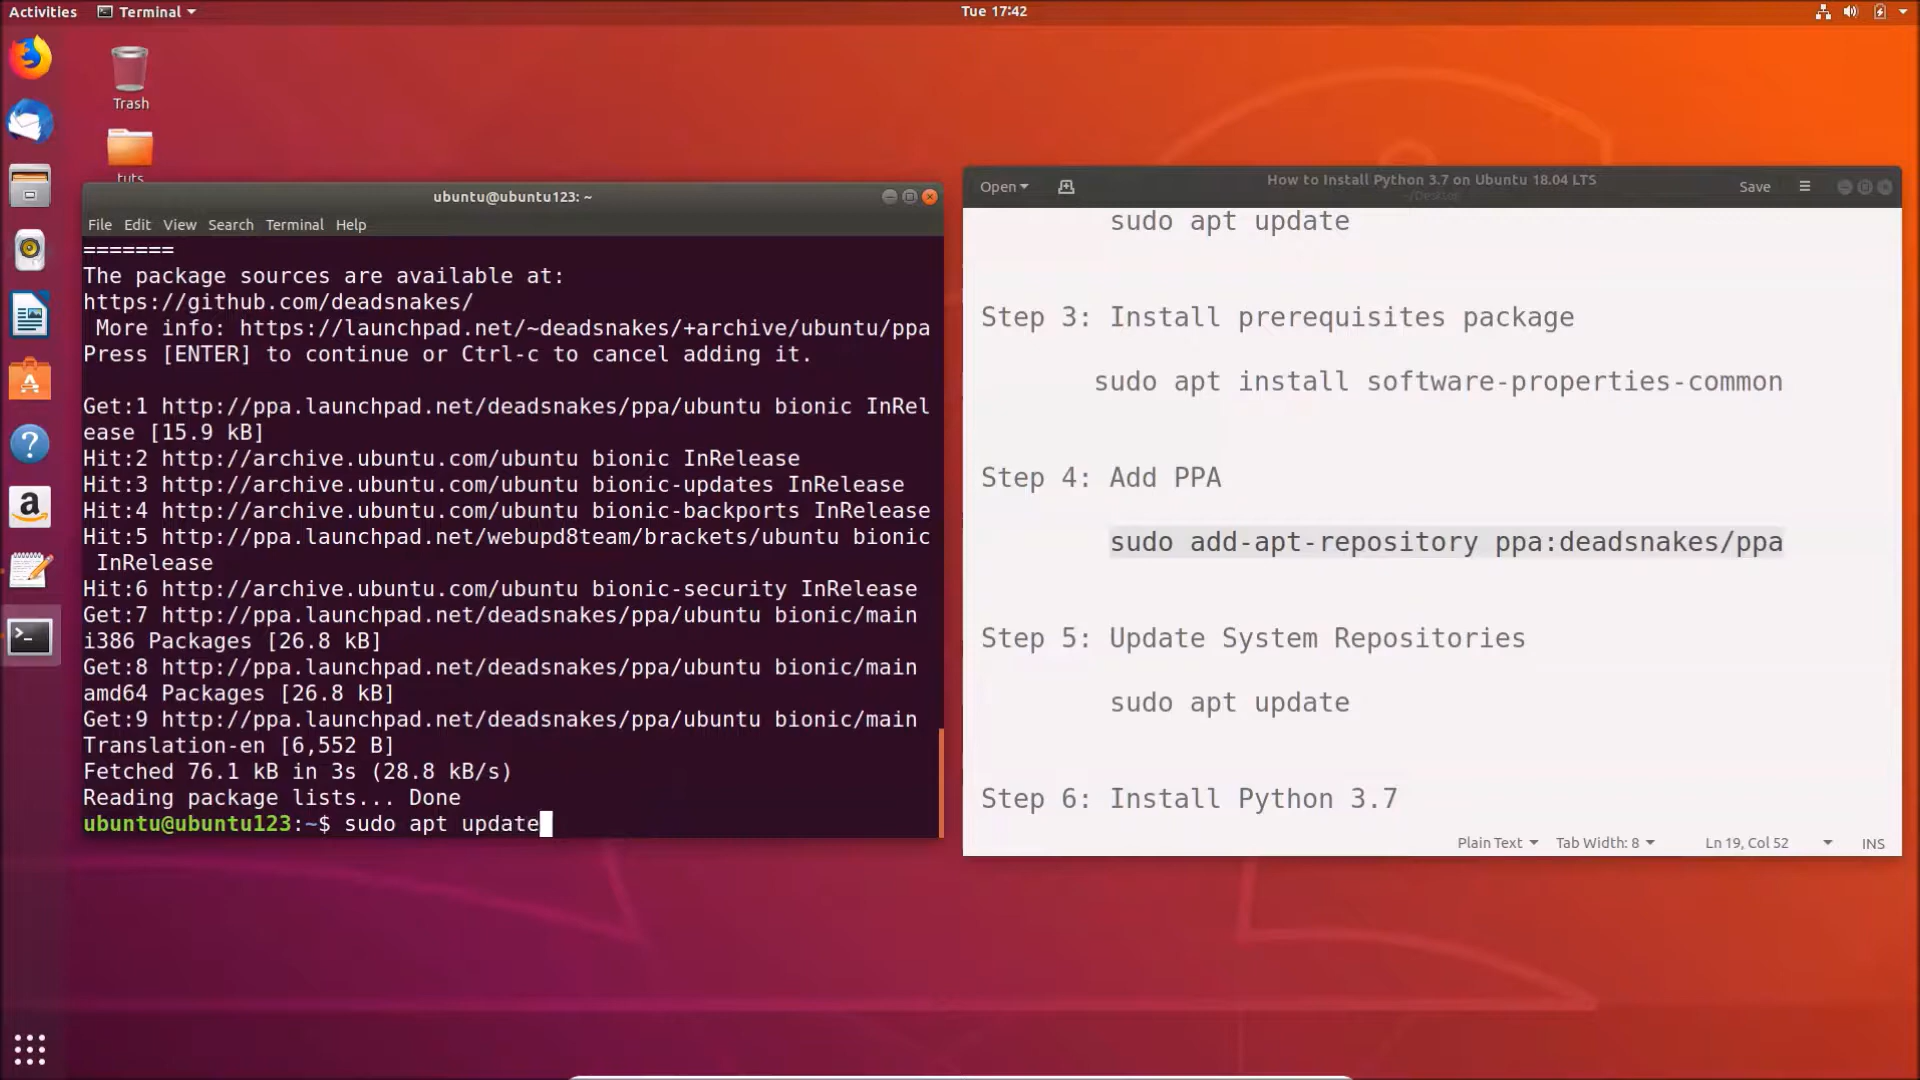 Activities
Terminal
Tue 17:42
Trash
tuts
ubuntu@ubuntu123: ~
File Edit View Search Terminal Help
=======
The package sources are available at:
https://github.com/deadsnakes/
More info: https://launchpad.net/~deadsnakes/+archive/ubuntu/ppa
Press [ENTER] to continue or Ctrl-c to cancel adding it.
Get:1 http://ppa.launchpad.net/deadsnakes/ppa/ubuntu bionic InRel
ease [15.9 kB]
Hit:2 http://archive.ubuntu.com/ubuntu bionic InRelease
Hit:3 http://archive.ubuntu.com/ubuntu bionic-updates InRelease
Hit:4 http://archive.ubuntu.com/ubuntu bionic-backports InRelease
Hit:5 http://ppa.launchpad.net/webupd8team/brackets/ubuntu bionic
InRelease
Hit:6 http://archive.ubuntu.com/ubuntu bionic-security InRelease
Get:7 http://ppa.launchpad.net/deadsnakes/ppa/ubuntu bionic/main
i386 Packages [26.8 kB]
Get:8 http://ppa.launchpad.net/deadsnakes/ppa/ubuntu bionic/main
amd64 Packages [26.8 kB]
Get:9 http://ppa.launchpad.net/deadsnakes/ppa/ubuntu bionic/main
Translation-en [6,552 B]
Fetched 76.1 kB in 3s (28.8 kB/s)
Reading package lists... Done
ubuntu@ubuntu123:~$ sudo apt update
Open
How to Install Python 3.7 on Ubuntu 18.04 LTS
~/Desktop
Save
sudo apt update
Step 3: Install prerequisites package
sudo apt install software-properties-common
Step 4: Add PPA
sudo add-apt-repository ppa:deadsnakes/ppa
Step 5: Update System Repositories
sudo apt update
Step 6: Install Python 3.7
Plain Text
Tab Width: 8
Ln 19, Col 52
INS